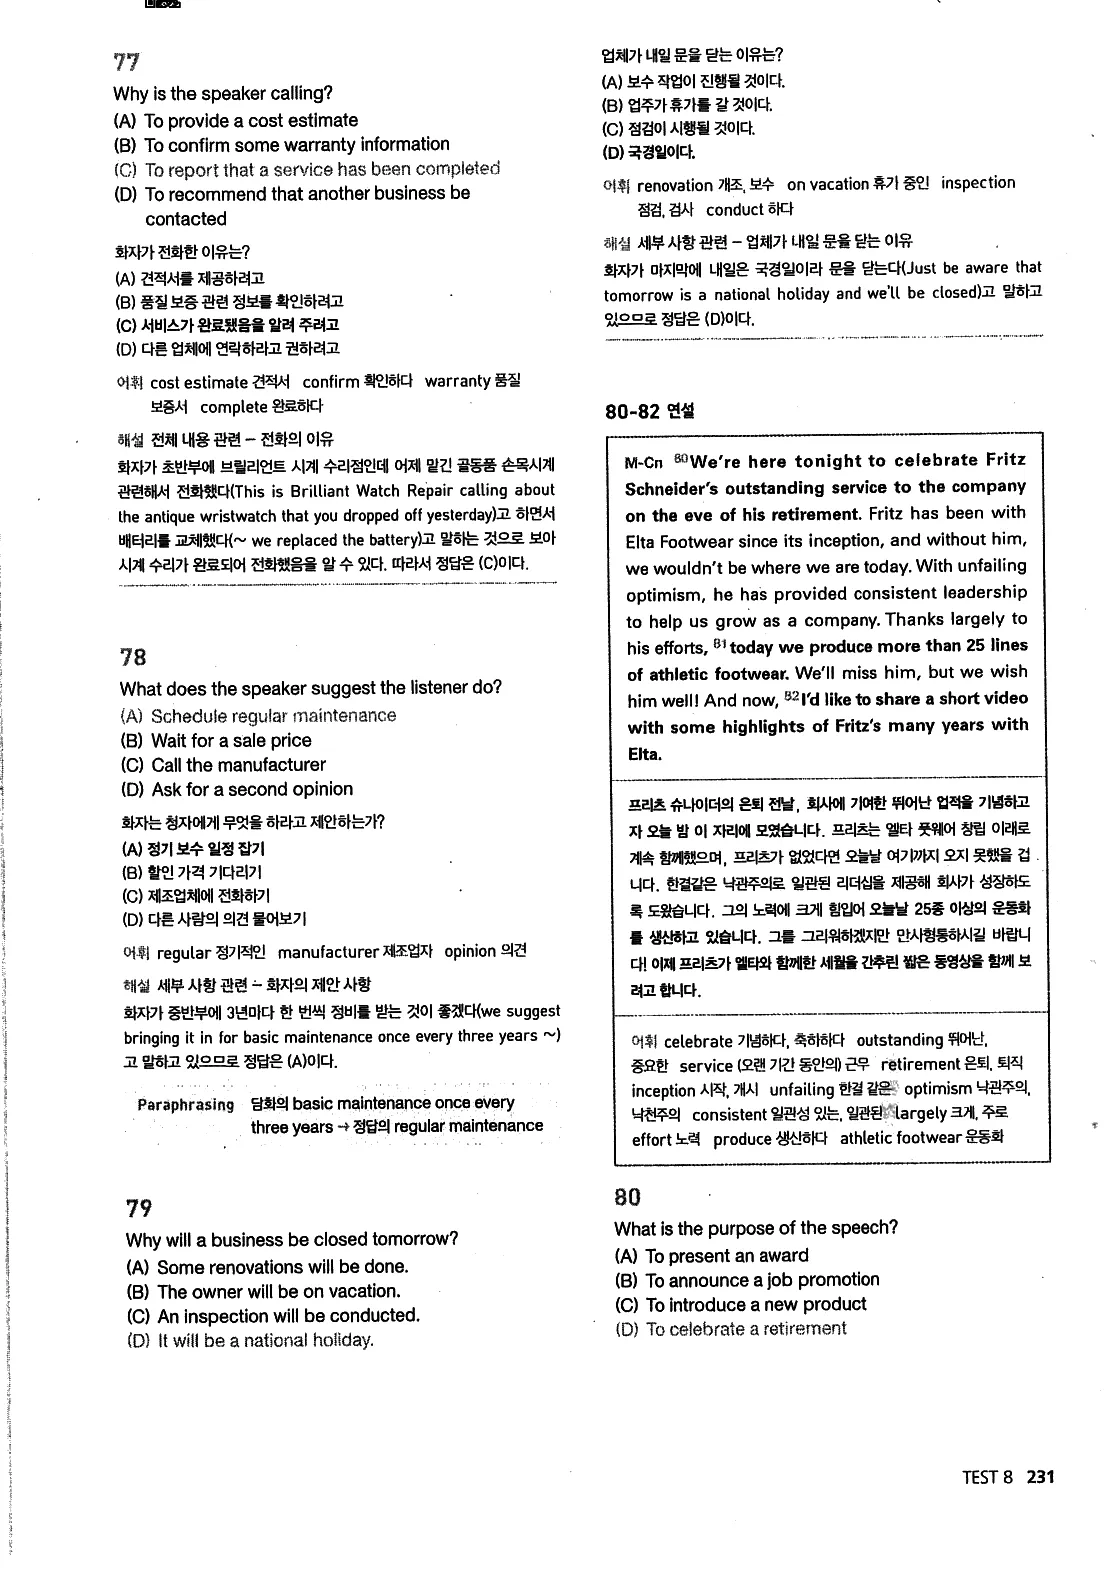 77
Why is the speaker calling?
(A) To provide a cost estimate
(B) To confirm some warranty information
(C) To report that a service has been completed
(D) To recommend that another business be
contacted
화자가 전화한 이유는?
(A) 견적서를 제공하려고
(B) 품질 보증 관련 정보를 확인하려고
(C) 서비스가 완료됐음을 알려 주려고
(D) 다른 업체에 연락하라고 권하려고
어휘 cost estimate 견적서 confirm 확인하다 warranty 품질
보증서 complete 완료하다
해설 전체 내용 관련 – 전화의 이유
화자가 초반부에 브릴리언트 시계 수리점인데 어제 맡긴 골동품 손목시계
관련해서 전화했다(This is Brilliant Watch Repair calling about
the antique wristwatch that you dropped off yesterday)고 하면서
배터리를 교체했다(~ we replaced the battery)고 말하는 것으로 보아
시계 수리가 완료되어 전화했음을 알 수 있다. 따라서 정답은 (C)이다.
78
What does the speaker suggest the listener do?
(A) Schedule regular maintenance
(B) Wait for a sale price
(C) Call the manufacturer
(D) Ask for a second opinion
화자는 청자에게 무엇을 하라고 제안하는가?
(A) 정기 보수 일정 잡기
(B) 할인 가격 기다리기
(C) 제조업체에 전화하기
(D) 다른 사람의 의견 물어보기
어휘 regular 정기적인 manufacturer 제조업자 opinion 의견
해설 세부 사항 관련 – 화자의 제안 사항
화자가 중반부에 3년마다 한 번씩 정비를 받는 것이 좋겠다(we suggest
bringing it in for basic maintenance once every three years ~)
고 말하고 있으므로 정답은 (A)이다.
Paraphrasing 담화의 basic maintenance once every
three years → 정답의 regular maintenance
79
Why will a business be closed tomorrow?
(A) Some renovations will be done.
(B) The owner will be on vacation.
(C) An inspection will be conducted.
(D) It will be a national holiday.
업체가 내일 문을 닫는 이유는?
(A) 보수 작업이 진행될 것이다.
(B) 업주가 휴가를 갈 것이다.
(C) 점검이 시행될 것이다.
(D) 국경일이다.
어휘 renovation 개조, 보수 on vacation 휴가 중인 inspection
점검, 검사 conduct 하다
해설 세부 사항 관련 – 업체가 내일 문을 닫는 이유
화자가 마지막에 내일은 국경일이라 문을 닫는다(Just be aware that
tomorrow is a national holiday and we'll be closed)고 말하고
있으므로 정답은 (D)이다.
80-82 연설
M-Cn 80We're here tonight to celebrate Fritz
Schneider's outstanding service to the company
on the eve of his retirement. Fritz has been with
Elta Footwear since its inception, and without him,
we wouldn't be where we are today. With unfailing
optimism, he has provided consistent leadership
to help us grow as a company. Thanks largely to
his efforts, 81today we produce more than 25 lines
of athletic footwear. We'll miss him, but we wish
him well! And now, 82I'd like to share a short video
with some highlights of Fritz's many years with
Elta.
프리츠 슈나이더의 은퇴 전날, 회사에 기여한 뛰어난 업적을 기념하고
자 오늘 밤 이 자리에 모였습니다. 프리츠는 엘타 풋웨어 창립 이래로
계속 함께했으며, 프리츠가 없었다면 오늘날 여기까지 오지 못했을 겁
니다. 한결같은 낙관주의로 일관된 리더십을 제공해 회사가 성장하도
록 도왔습니다. 그의 노력에 크게 힘입어 오늘날 25종 이상의 운동화
를 생산하고 있습니다. 그를 그리워하겠지만 만사형통하시길 바랍니
다! 이제 프리츠가 엘타와 함께한 세월을 간추린 짧은 동영상을 함께 보
려고 합니다.
어휘 celebrate 기념하다, 축하하다 outstanding 뛰어난,
중요한 service (오랜 기간 동안의) 근무 retirement 은퇴, 퇴직
inception 시작, 개시 unfailing 한결 같은 optimism 낙관주의,
낙천주의 consistent 일관성 있는, 일관된 largely 크게, 주로
effort 노력 produce 생산하다 athletic footwear 운동화
80
What is the purpose of the speech?
(A) To present an award
(B) To announce a job promotion
(C) To introduce a new product
(D) To celebrate a retirement
TEST 8 231